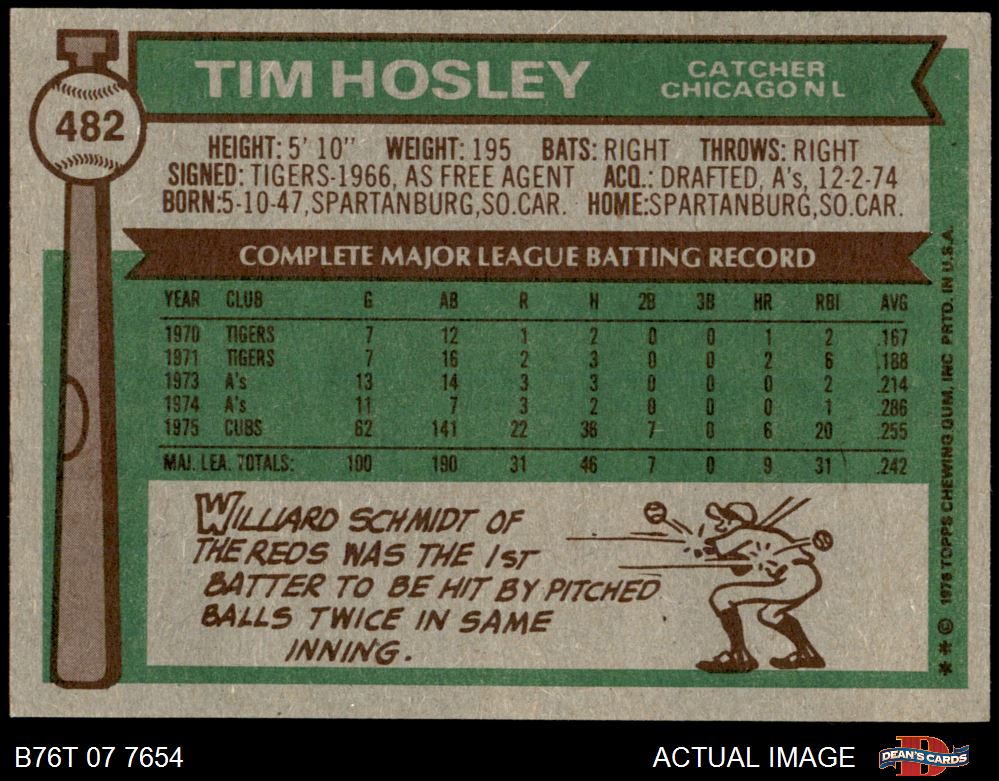 482
TIM HOSLEY
CATCHER
CHICAGO N L
HEIGHT: 5' 10" WEIGHT: 195 BATS: RIGHT THROWS: RIGHT
SIGNED: TIGERS-1966, AS FREE AGENT ACQ.: DRAFTED, A's, 12-2-74
BORN:5-10-47,SPARTANBURG,SO.CAR. HOME:SPARTANBURG,SO.CAR.
COMPLETE MAJOR LEAGUE BATTING RECORD
YEAR CLUB G AB R H 2B 3B HR RBI AVG
1970 TIGERS 7 12 1 2 0 0 1 2 .167
1971 TIGERS 7 16 2 3 0 0 2 6 .188
1973 A's 13 14 3 3 0 0 0 2 .214
1974 A's 11 7 3 2 0 0 0 1 .286
1975 CUBS 62 141 22 36 7 0 6 20 .255
MAJ. LEA. TOTALS: 100 190 31 46 7 0 9 31 .242
WILLIARD SCHMIDT OF
THE REDS WAS THE 1ST
BATTER TO BE HIT BY PITCHED
BALLS TWICE IN SAME
INNING.
** © 1976 TOPPS CHEWING GUM, INC PRTD. IN U.S.A.
B76T 07 7654
ACTUAL IMAGE
DEAN'S CARDS